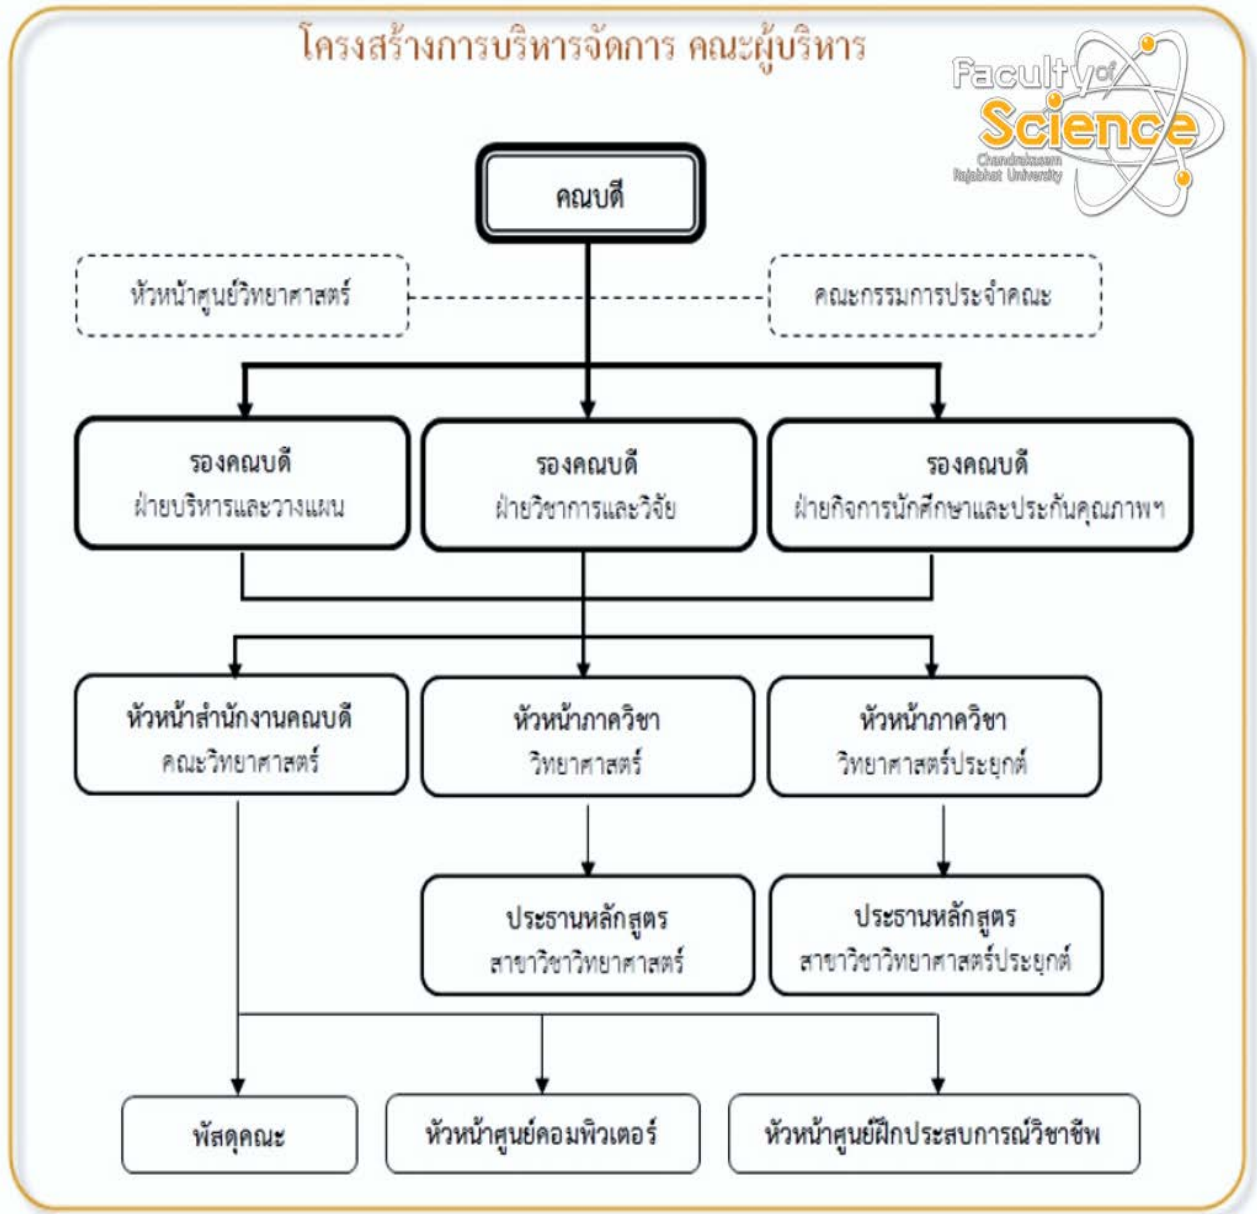 โครงสร้างการบริหารจัดการ คณะผู้บริหาร
Faculty of
Science
Chandrakasem
Rajabhat University
คณบดี
หัวหน้าศูนย์วิทยาศาสตร์
คณะกรรมการประจำคณะ
รองคณบดี
ฝ่ายบริหารและวางแผน
รองคณบดี
ฝ่ายวิชาการและวิจัย
รองคณบดี
ฝ่ายกิจการนักศึกษาและประกันคุณภาพฯ
หัวหน้าสำนักงานคณบดี
คณะวิทยาศาสตร์
หัวหน้าภาควิชา
วิทยาศาสตร์
หัวหน้าภาควิชา
วิทยาศาสตร์ประยุกต์
ประธานหลักสูตร
สาขาวิชาวิทยาศาสตร์
ประธานหลักสูตร
สาขาวิชาวิทยาศาสตร์ประยุกต์
พัสดุคณะ
หัวหน้าศูนย์คอมพิวเตอร์
หัวหน้าศูนย์ฝึกประสบการณ์วิชาชีพ